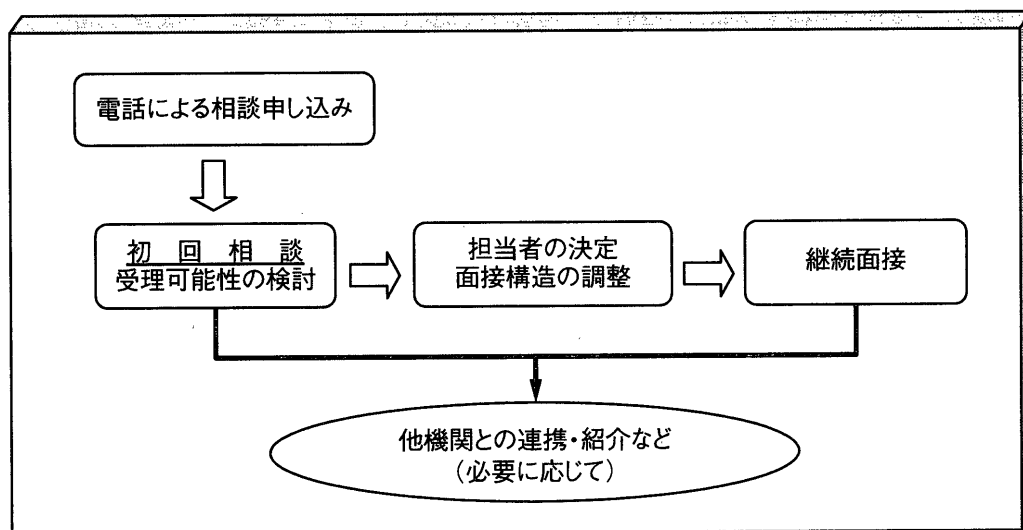 電話による相談申し込み
初 回 相 談
受理可能性の検討
担当者の決定
面接構造の調整
継続面接
他機関との連携・紹介など
（必要に応じて）